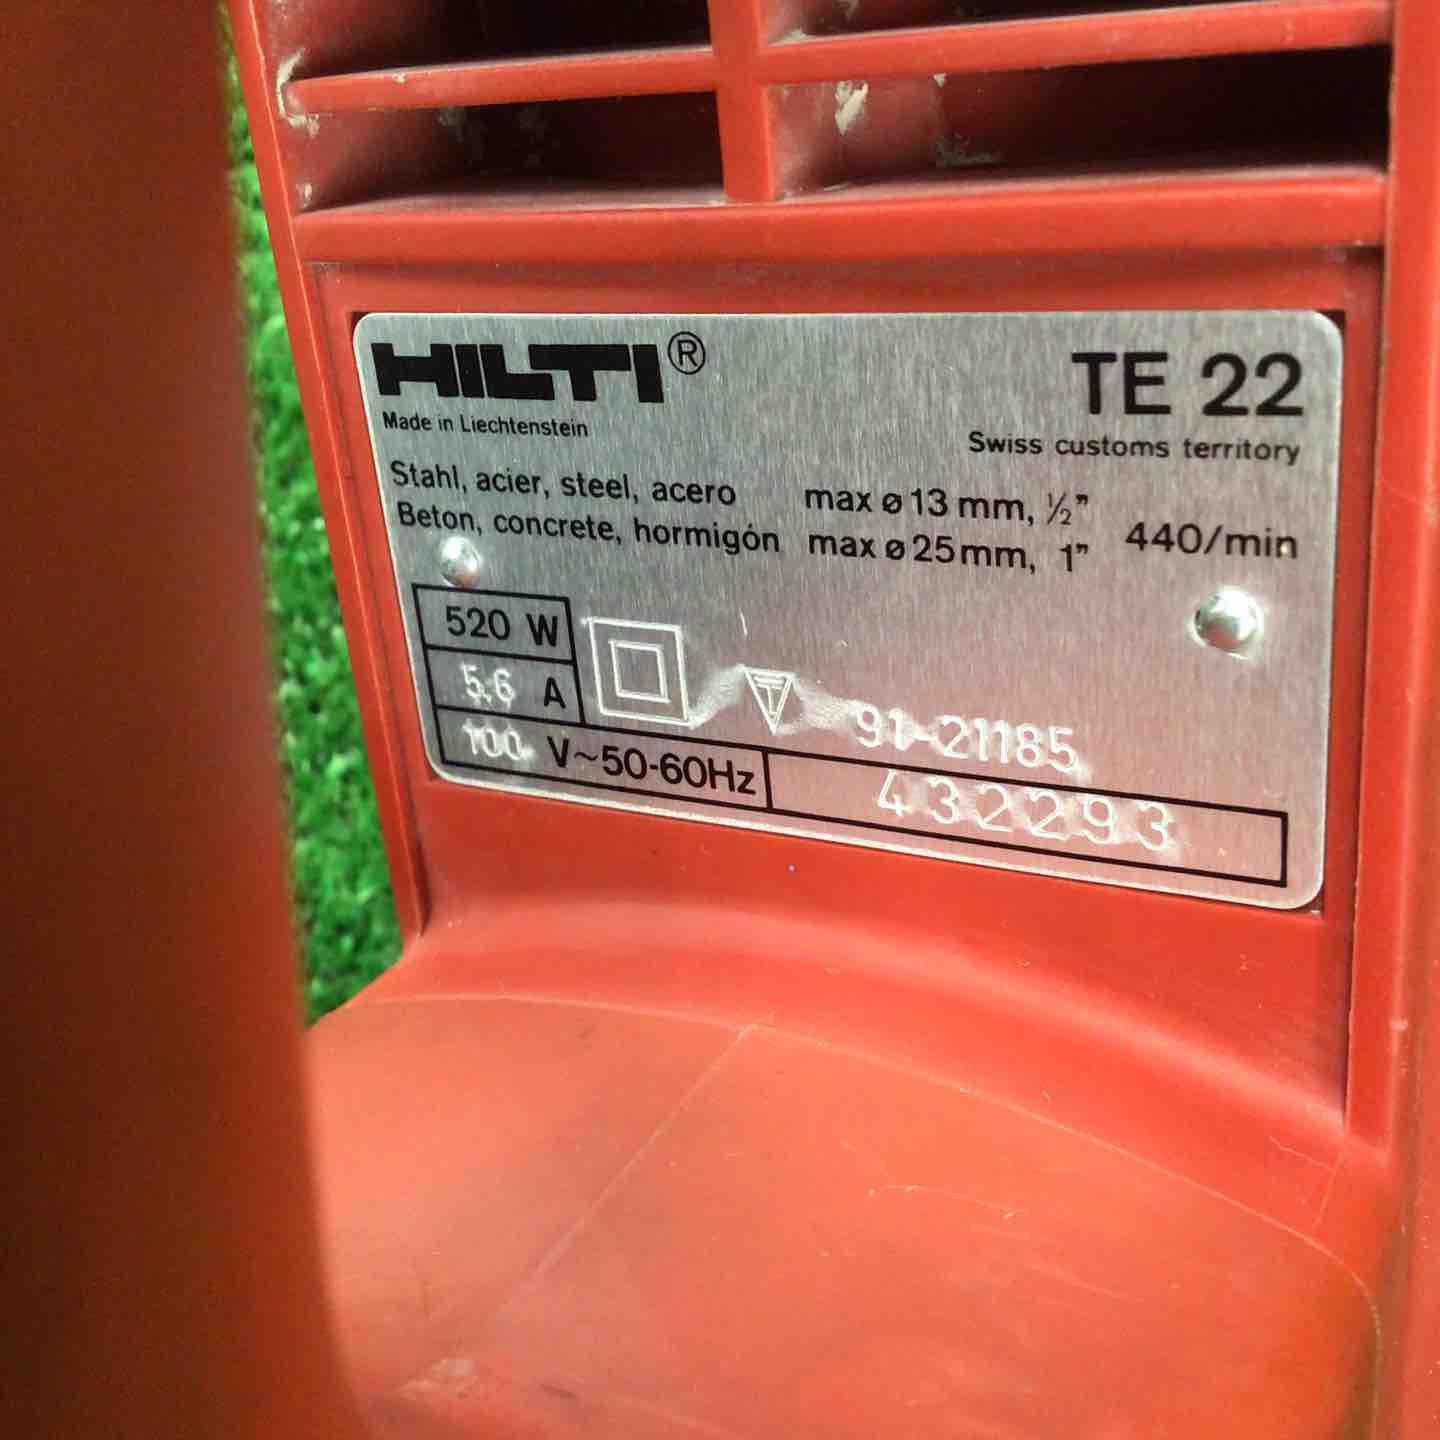 HILTI®
TE 22
Made in Liechtenstein
Swiss customs territory
Stahl, acier, steel, acero max ø 13 mm, ½"
Beton, concrete, hormigón max ø 25 mm, 1" 440/min
520 W
5,6 A
T
91-21185
100 V~50-60Hz
432293